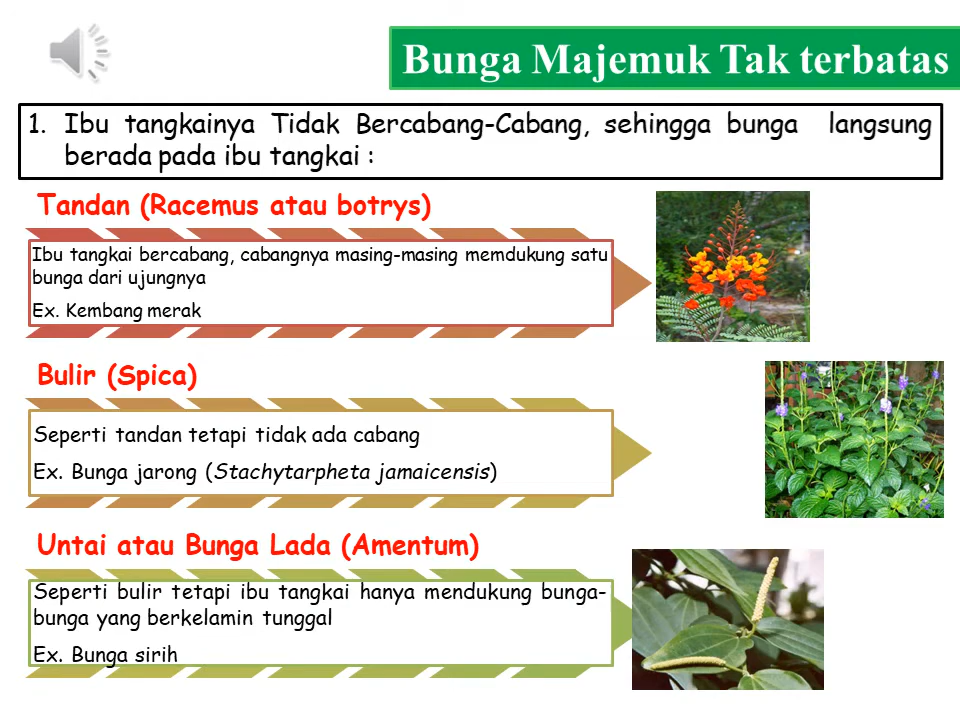 Bunga Majemuk Tak terbatas
1. Ibu tangkainya Tidak Bercabang-Cabang, sehingga bunga langsung
berada pada ibu tangkai :
Tandan (Racemus atau botrys)
Ibu tangkai bercabang, cabangnya masing-masing memdukung satu
bunga dari ujungnya
Ex. Kembang merak
Bulir (Spica)
Seperti tandan tetapi tidak ada cabang
Ex. Bunga jarong (Stachytarpheta jamaicensis)
Untai atau Bunga Lada (Amentum)
Seperti bulir tetapi ibu tangkai hanya mendukung bunga-
bunga yang berkelamin tunggal
Ex. Bunga sirih